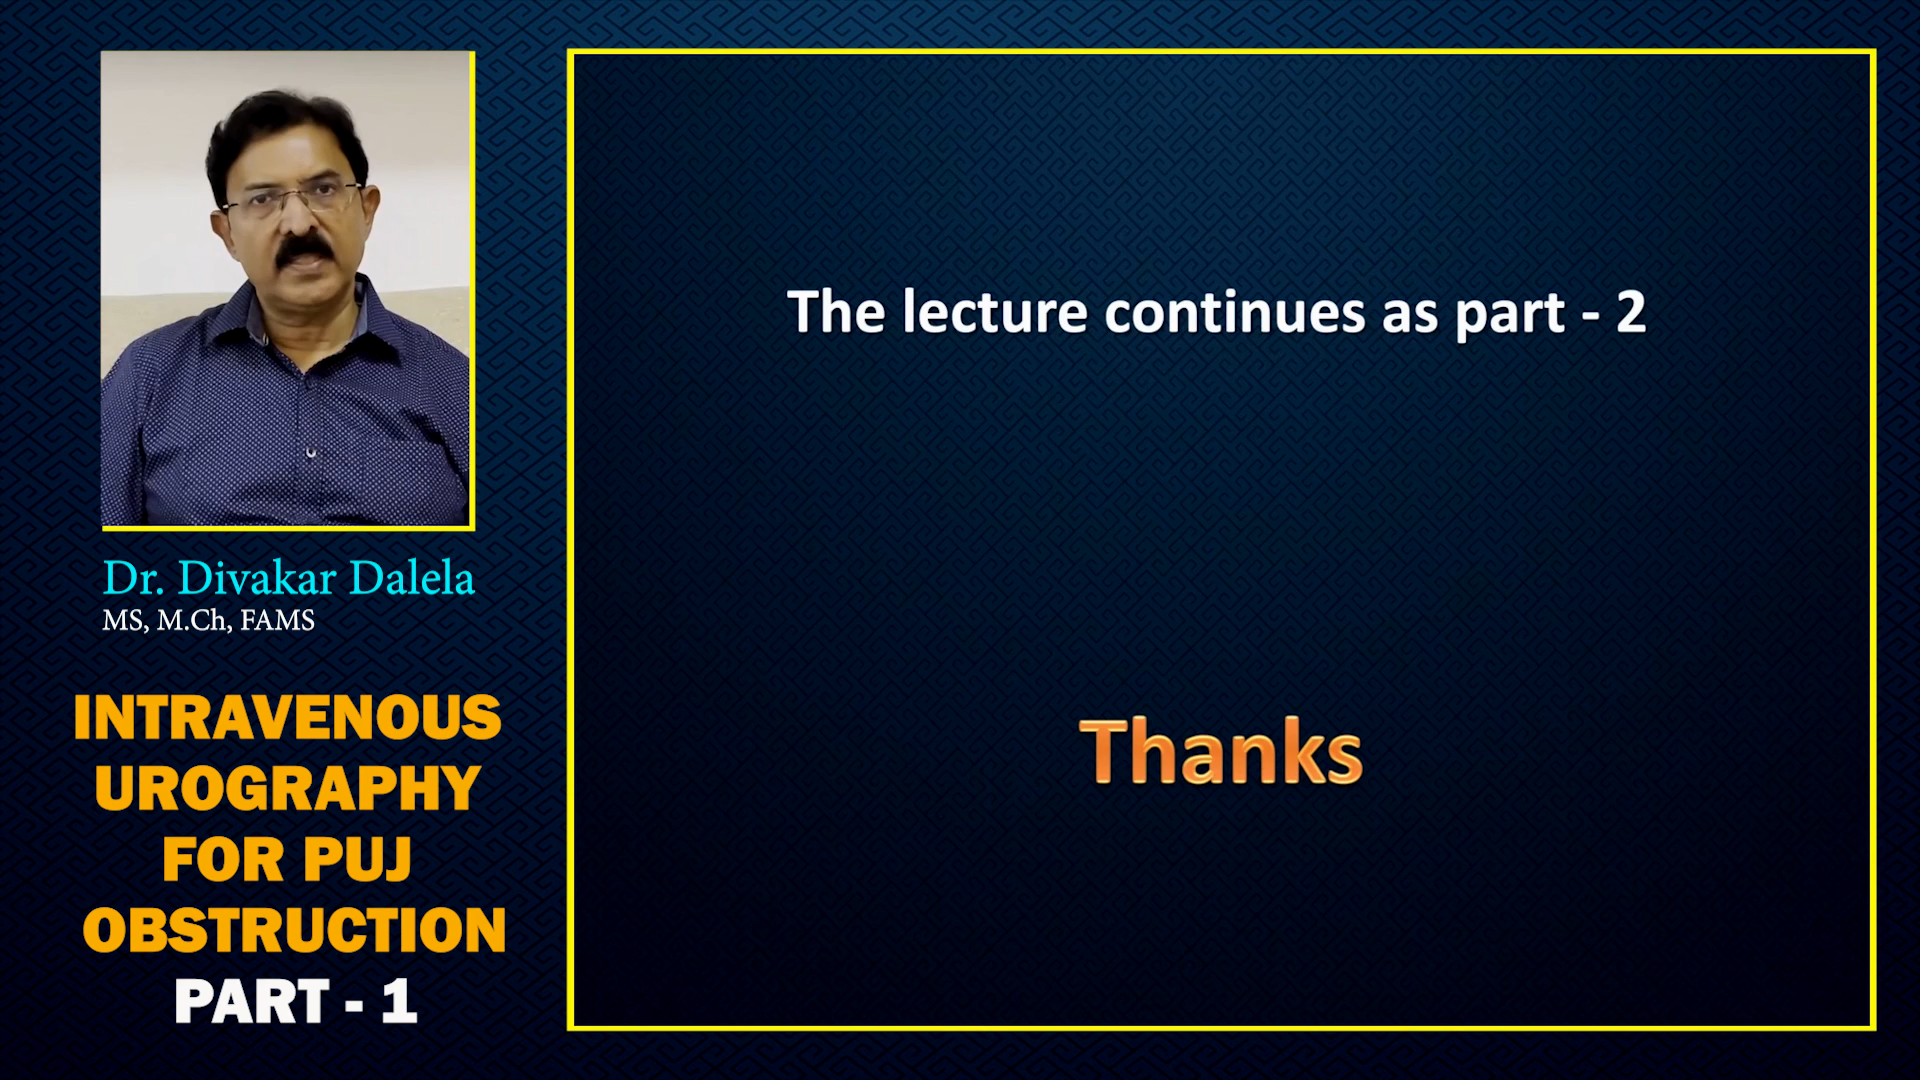 Dr. Divakar Dalela
MS, M.Ch, FAMS
INTRAVENOUS
UROGRAPHY
FOR PUJ
OBSTRUCTION
PART - 1
The lecture continues as part - 2
Thanks